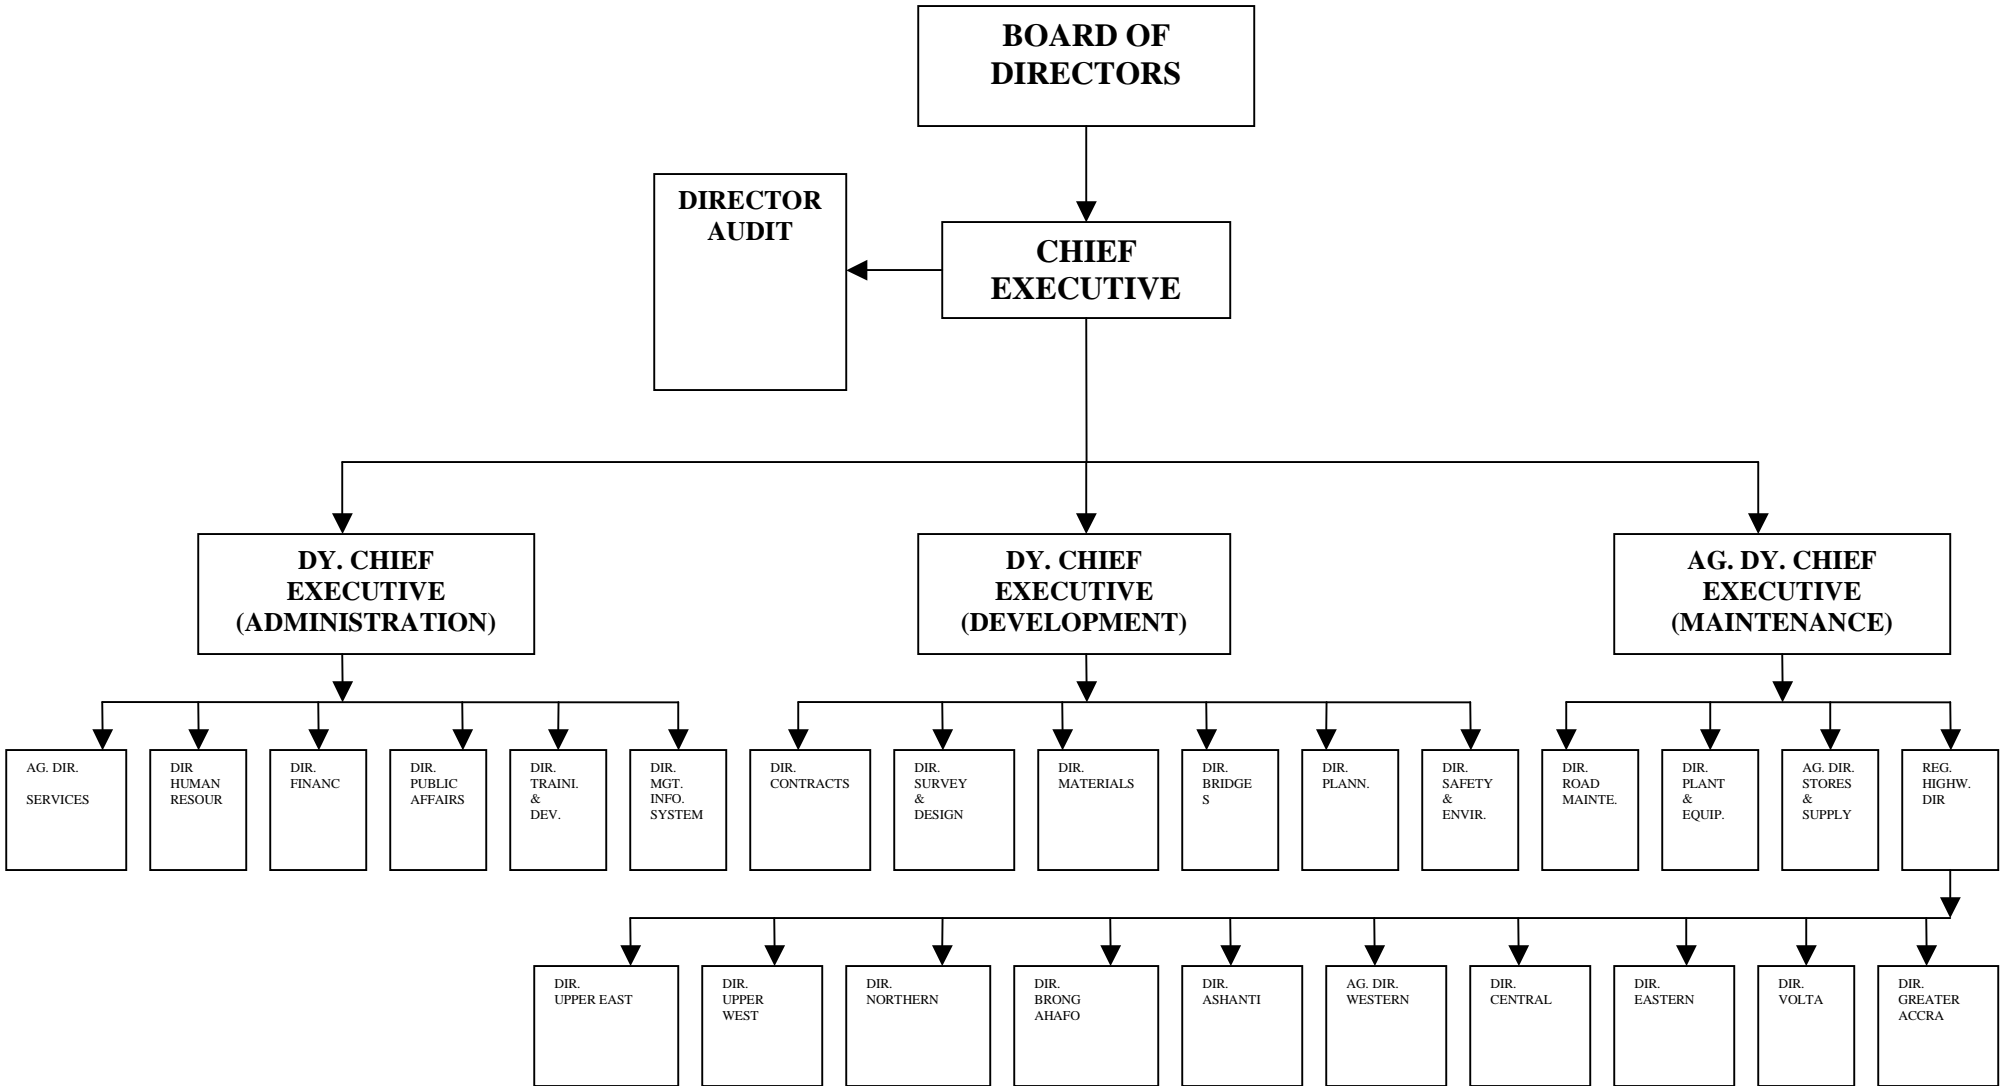 BOARD OF
DIRECTORS
DIRECTOR
AUDIT
CHIEF
EXECUTIVE
DY. CHIEF
EXECUTIVE
(ADMINISTRATION)
DY. CHIEF
EXECUTIVE
(DEVELOPMENT)
AG. DY. CHIEF
EXECUTIVE
(MAINTENANCE)
AG. DIR.
SERVICES
DIR
HUMAN
RESOUR
DIR.
FINANC
DIR.
PUBLIC
AFFAIRS
DIR.
TRAINI.
&
DEV.
DIR.
MGT.
INFO.
SYSTEM
DIR.
CONTRACTS
DIR.
SURVEY
&
DESIGN
DIR.
MATERIALS
DIR.
BRIDGE
S
DIR.
PLANN.
DIR.
SAFETY
&
ENVIR.
DIR.
ROAD
MAINTE.
DIR.
PLANT
&
EQUIP.
AG. DIR.
STORES
&
SUPPLY
REG.
HIGHW.
DIR
DIR.
UPPER EAST
DIR.
UPPER
WEST
DIR.
NORTHERN
DIR.
BRONG
AHAFO
DIR.
ASHANTI
AG. DIR.
WESTERN
DIR.
CENTRAL
DIR.
EASTERN
DIR.
VOLTA
DIR.
GREATER
ACCRA